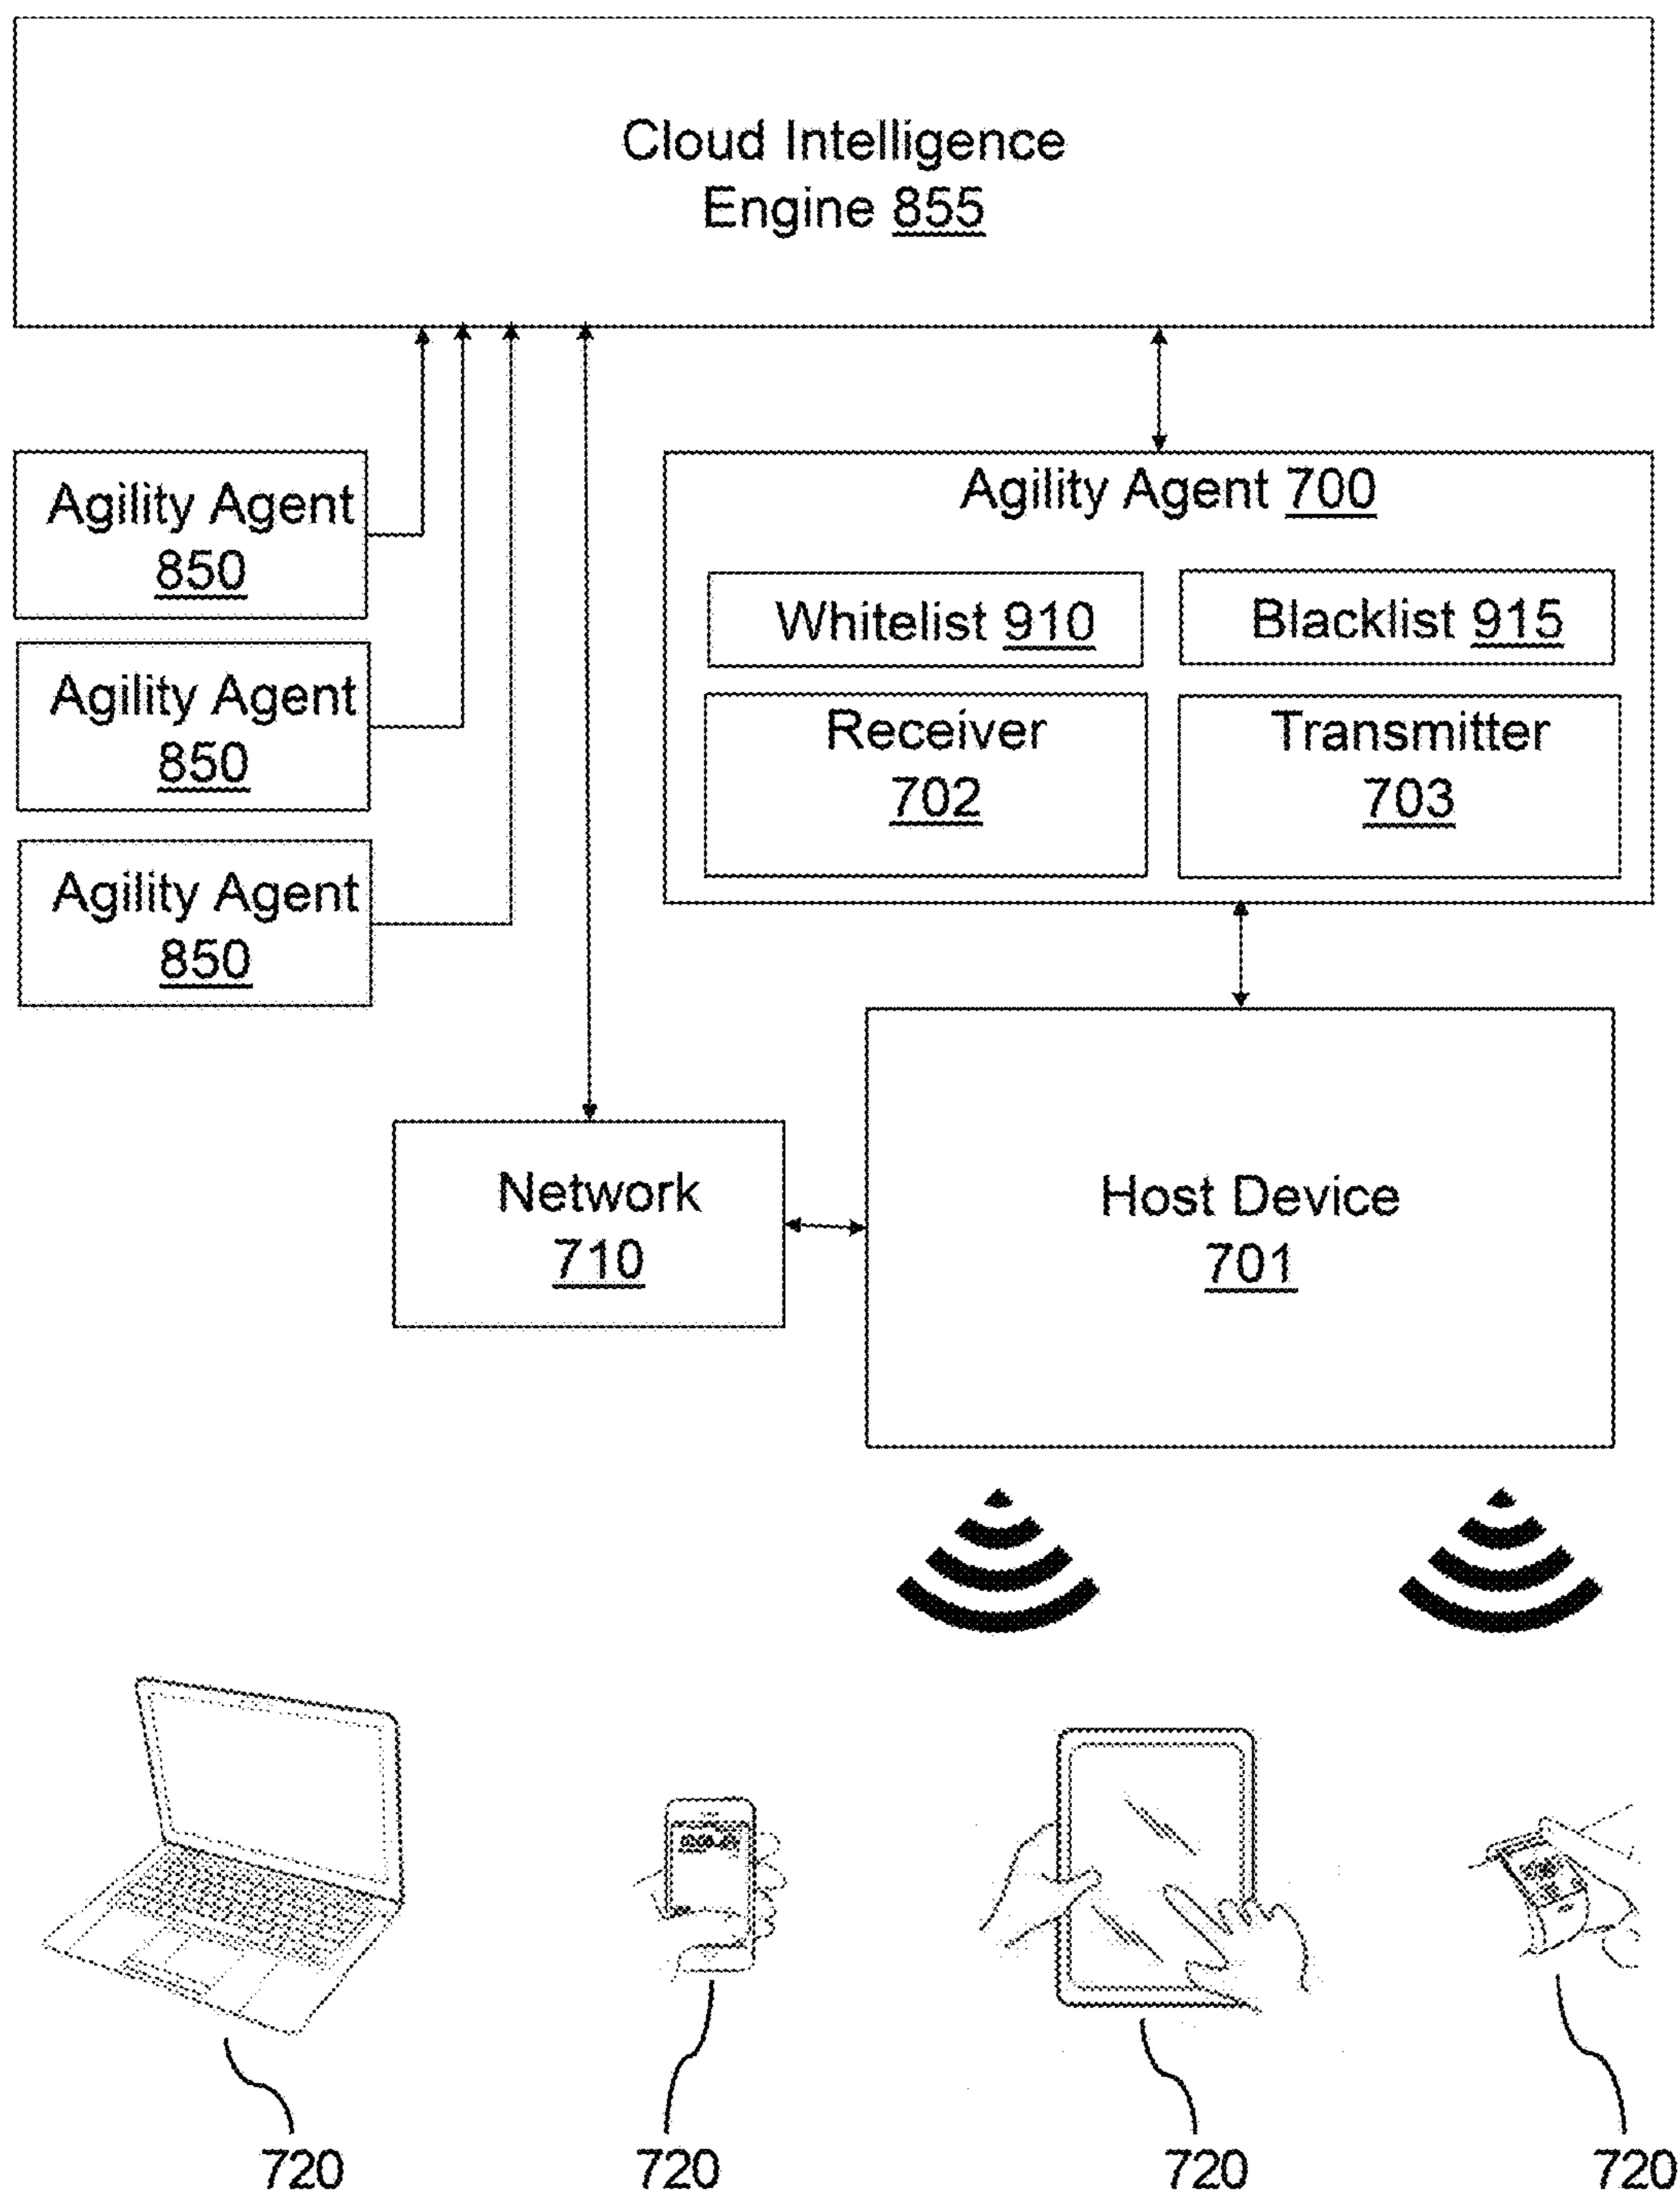 Cloud Intelligence
Engine 855
Agility Agent
850
Agility Agent
850
Agility Agent
850
Agility Agent 700
Whitelist 910
Blacklist 915
Receiver
702
Transmitter
703
Network
710
Host Device
701
720
720
720
720